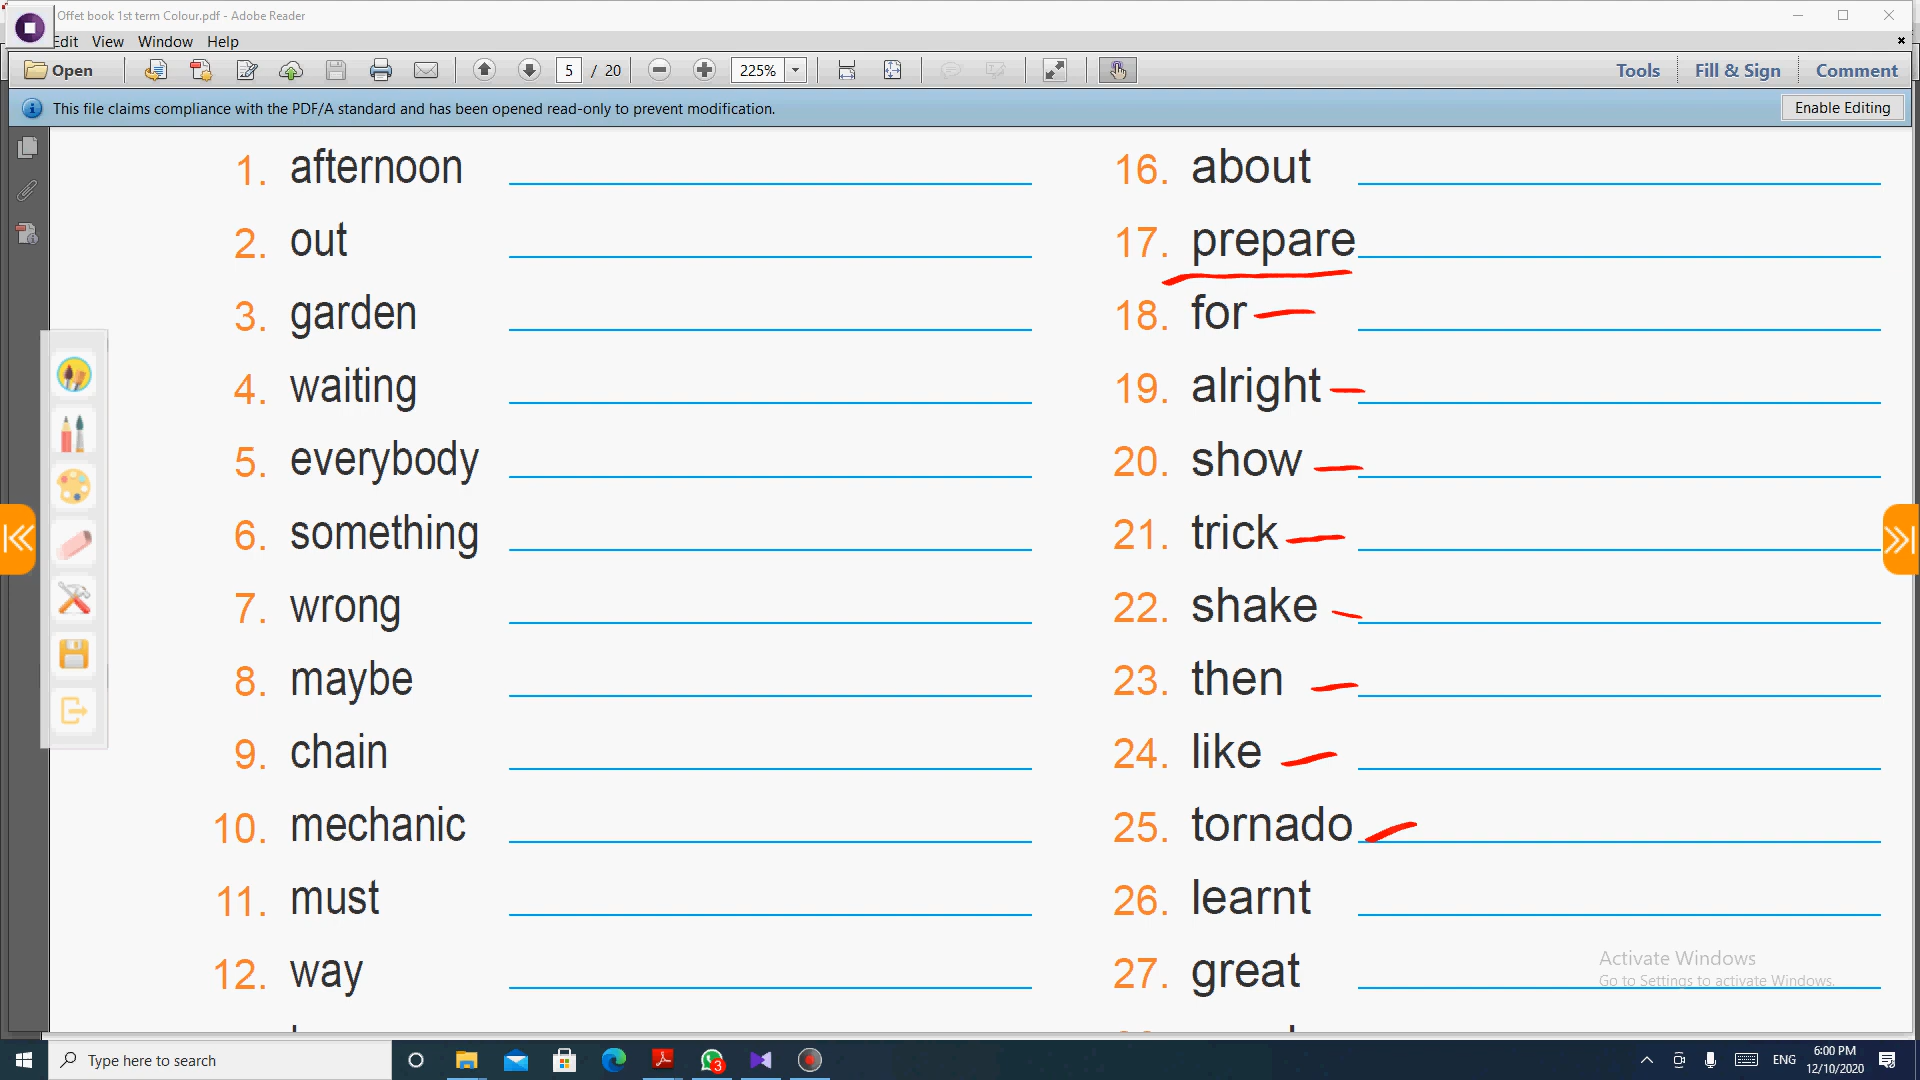 Offet book 1st term Colour.pdf - Adobe Reader
Edit View Window Help
Open 5 / 20 225% Tools Fill & Sign Comment
This file claims compliance with the PDF/A standard and has been opened read-only to prevent modification. Enable Editing
1. afternoon
2. out
3. garden
4. waiting
5. everybody
6. something
7. wrong
8. maybe
9. chain
10. mechanic
11. must
12. way
16. about
17. prepare
18. for
19. alright
20. show
21. trick
22. shake
23. then
24. like
25. tornado
26. learnt
27. great
Activate Windows
Go to Settings to activate Windows.
Type here to search 3 ENG 6:00 PM
12/10/2020